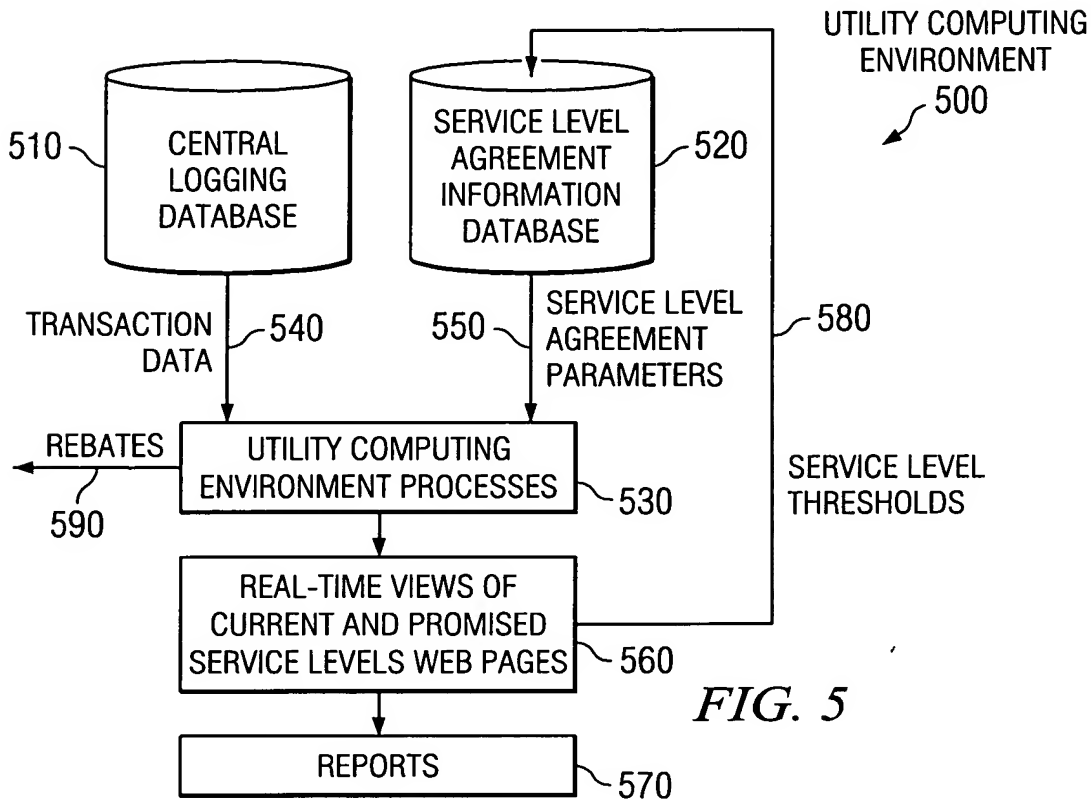 UTILITY COMPUTING
ENVIRONMENT
500
510
CENTRAL
LOGGING
DATABASE
SERVICE LEVEL
AGREEMENT
INFORMATION
DATABASE
520
TRANSACTION
DATA
540
550
SERVICE LEVEL
AGREEMENT
PARAMETERS
580
REBATES
590
UTILITY COMPUTING
ENVIRONMENT PROCESSES
530
SERVICE LEVEL
THRESHOLDS
REAL-TIME VIEWS OF
CURRENT AND PROMISED
SERVICE LEVELS WEB PAGES
560
FIG. 5
REPORTS
570